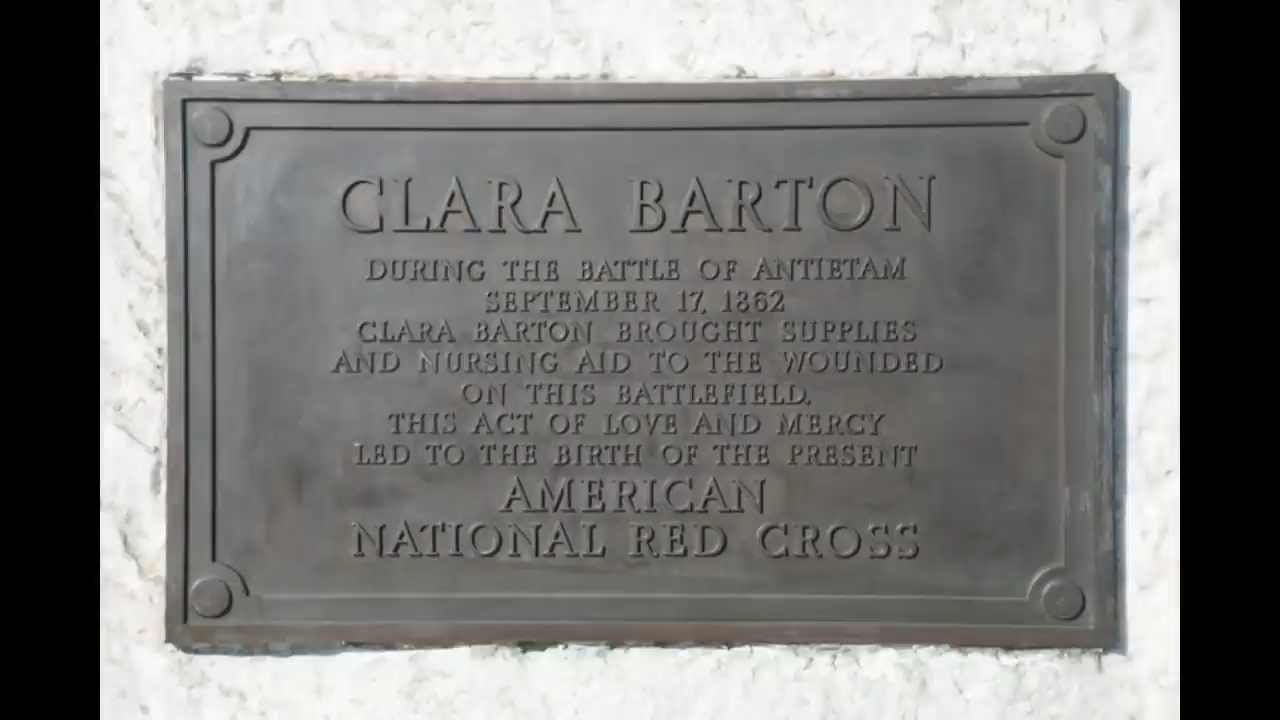 CLARA BARTON
DURING THE BATTLE OF ANTIETAM
SEPTEMBER 17, 1862
CLARA BARTON BROUGHT SUPPLIES
AND NURSING AID TO THE WOUNDED
ON THIS BATTLEFIELD.
THIS ACT OF LOVE AND MERCY
LED TO THE BIRTH OF THE PRESENT
AMERICAN
NATIONAL RED CROSS